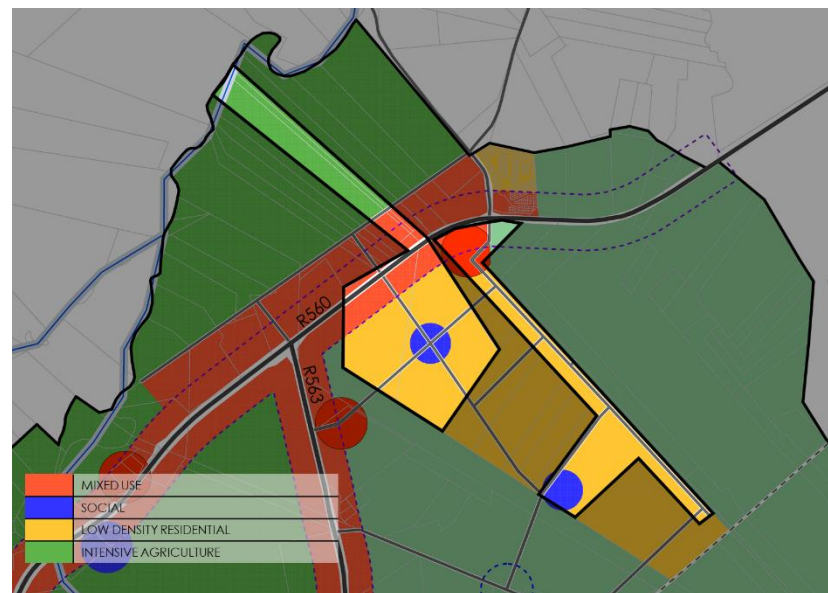 R560
R563
MIXED USE
SOCIAL
LOW DENSITY RESIDENTIAL
INTENSIVE AGRICULTURE